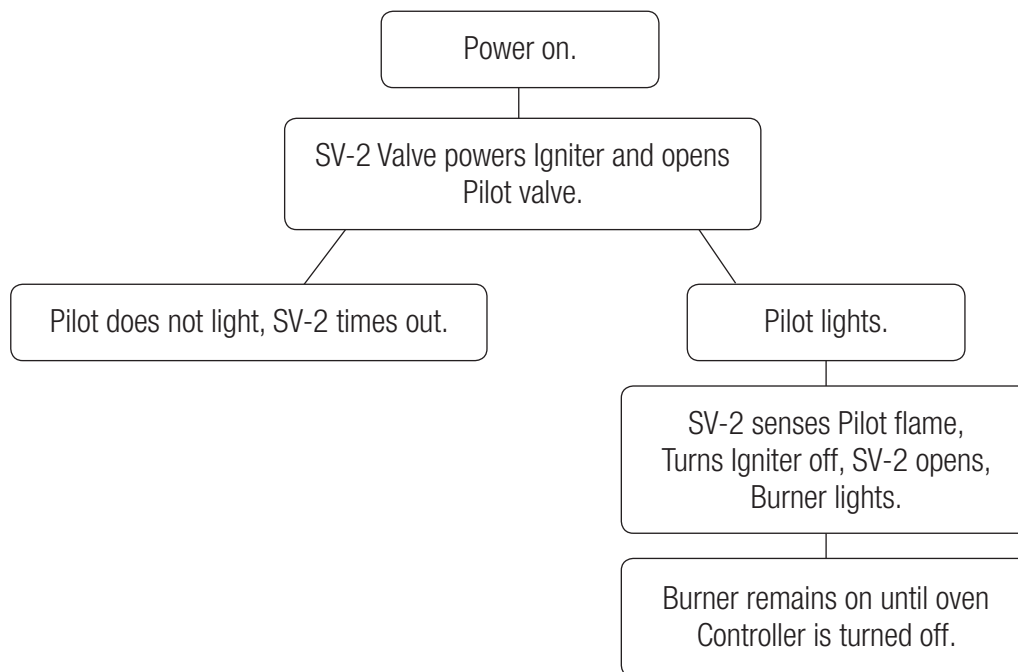 Power on.
SV-2 Valve powers Igniter and opens
Pilot valve.
Pilot does not light, SV-2 times out.
Pilot lights.
SV-2 senses Pilot flame,
Turns Igniter off, SV-2 opens,
Burner lights.
Burner remains on until oven
Controller is turned off.